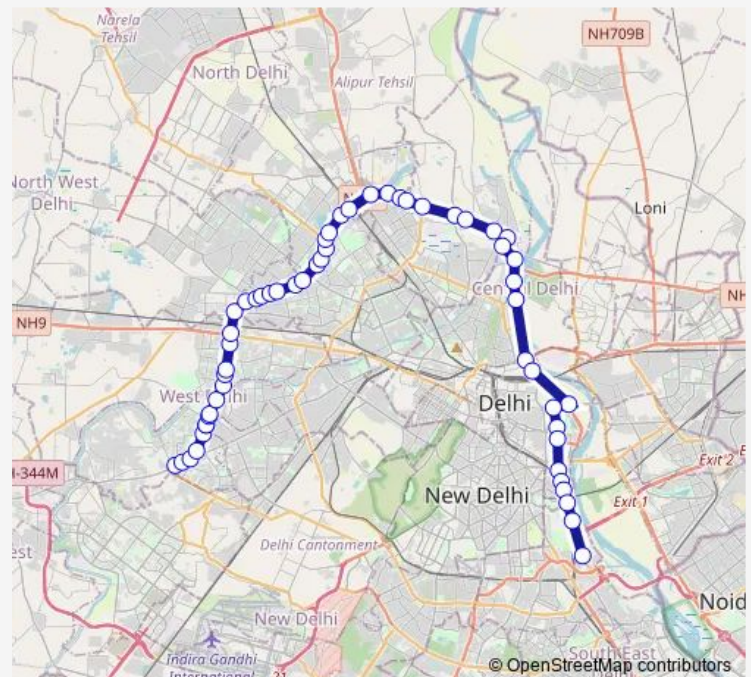 Narela
Tehsil
NH709B
North Delhi
Alipur Tehsil
North West
Delhi
Loni
Central Delhi
NH9
West Delhi
Delhi
-344M
Exit 2
New Delhi
Exit 1
Delhi Cantonment
New Delhi
Noid
Indira Gandhi
International
21
South East
© OpenStreetMap contributors